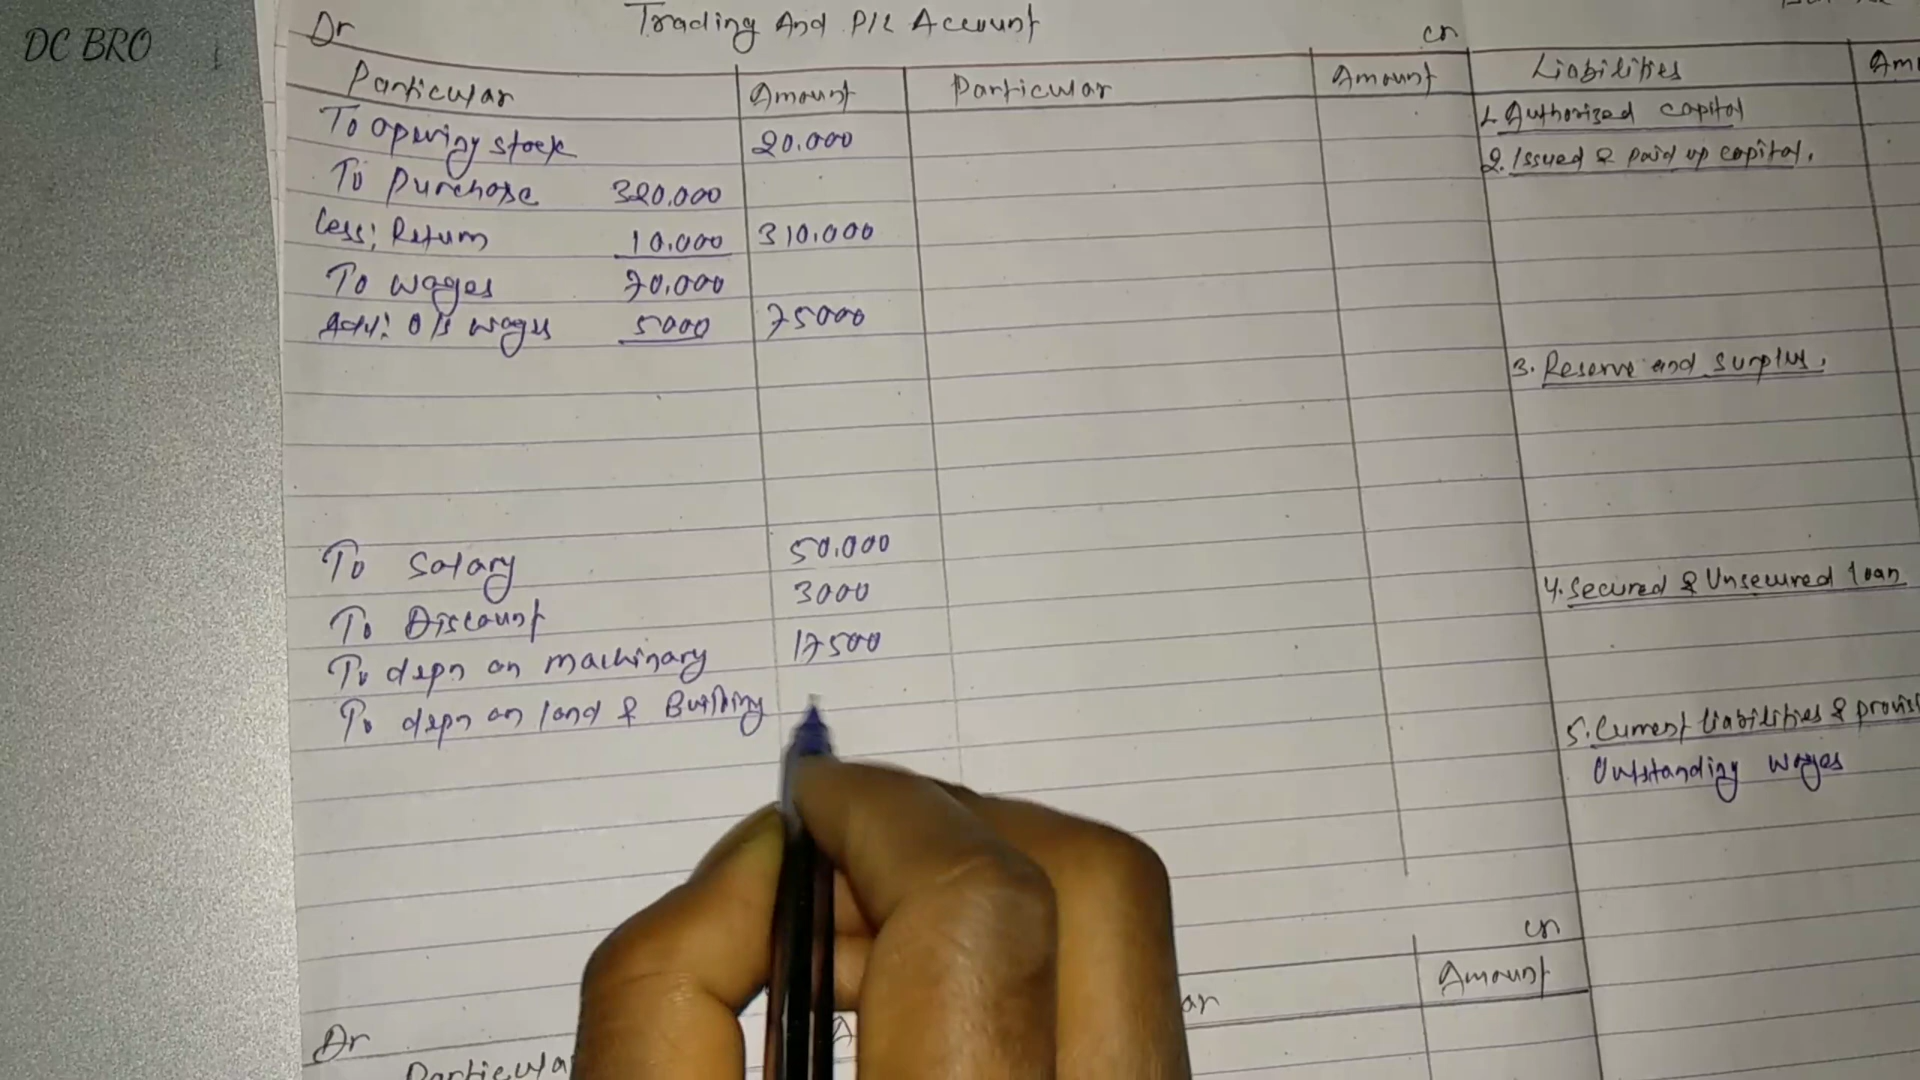 DC BRO
Trading And P/L Account
Dr
Cr
Particular Amount Particular Amount
To opening stock 20.000
To Purchase 320.000
Less: Return 10.000 310.000
To wages 70.000
Add: O/s wages 5000 75000
To Salary 50.000
To Discount 3000
To depn on machinary 17500
To depn on land & Building
Liabilities Am
1. Authorized capital
2. Issued & paid up capital.
3. Reserve and surplus.
4. Secured & Unsecured loan
5. Current liabilities & provis
Outstanding wages
Cr
ar Amount
Dr
Particula A